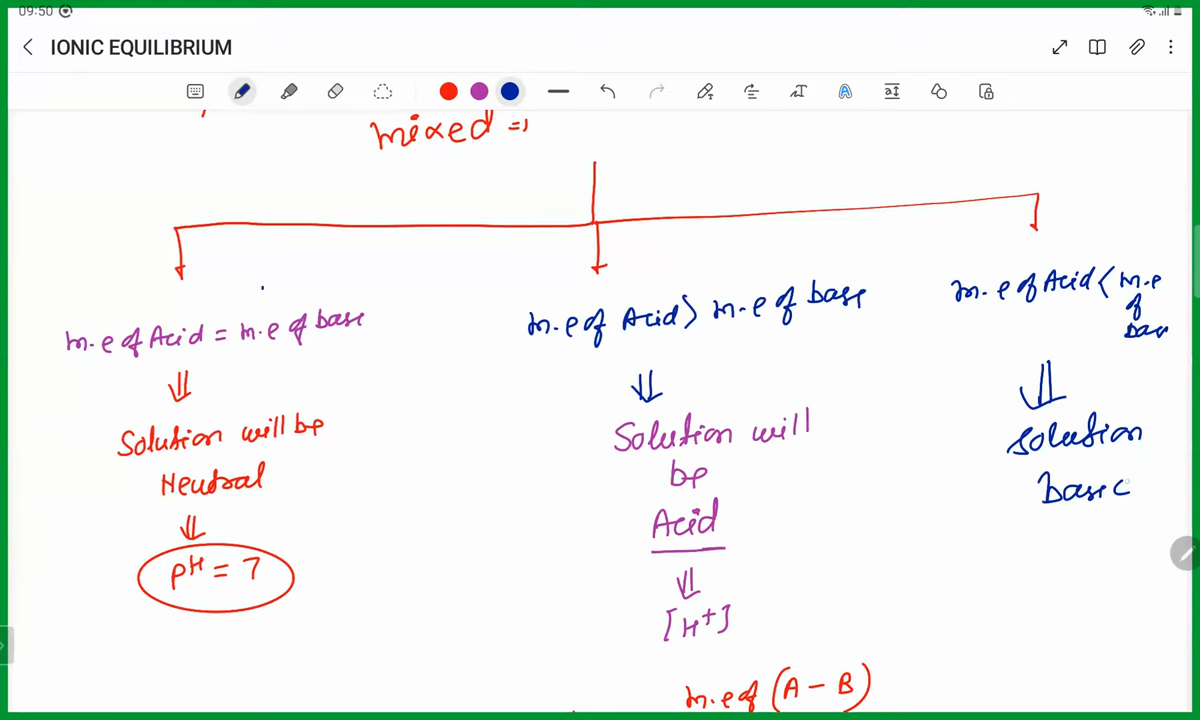 09:50
IONIC EQUILIBRIUM
mixed ⇒
m.e of Acid = m.e of base
⇓
Solution will be
Neutral
⇓
pH = 7
m.e of Acid > m.e of base
⇓
Solution will
be
Acid
⇓
[H+]
m.e of (A - B)
m.e of Acid < m.e
of
⇓
Solution
basic